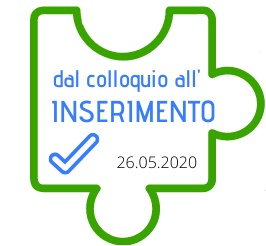 dal colloquio all'
INSERIMENTO
26.05.2020